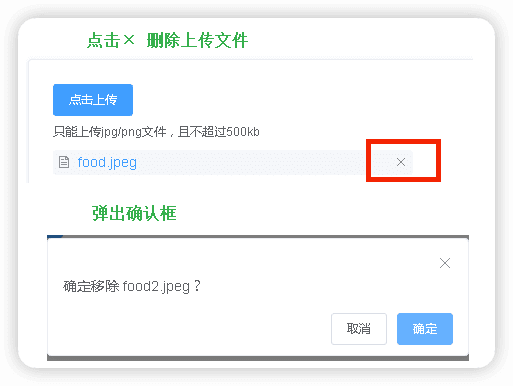 点击× 删除上传文件
点击上传
只能上传jpg/png文件，且不超过500kb
food.jpeg
弹出确认框
确定移除 food2.jpeg？
取消 确定